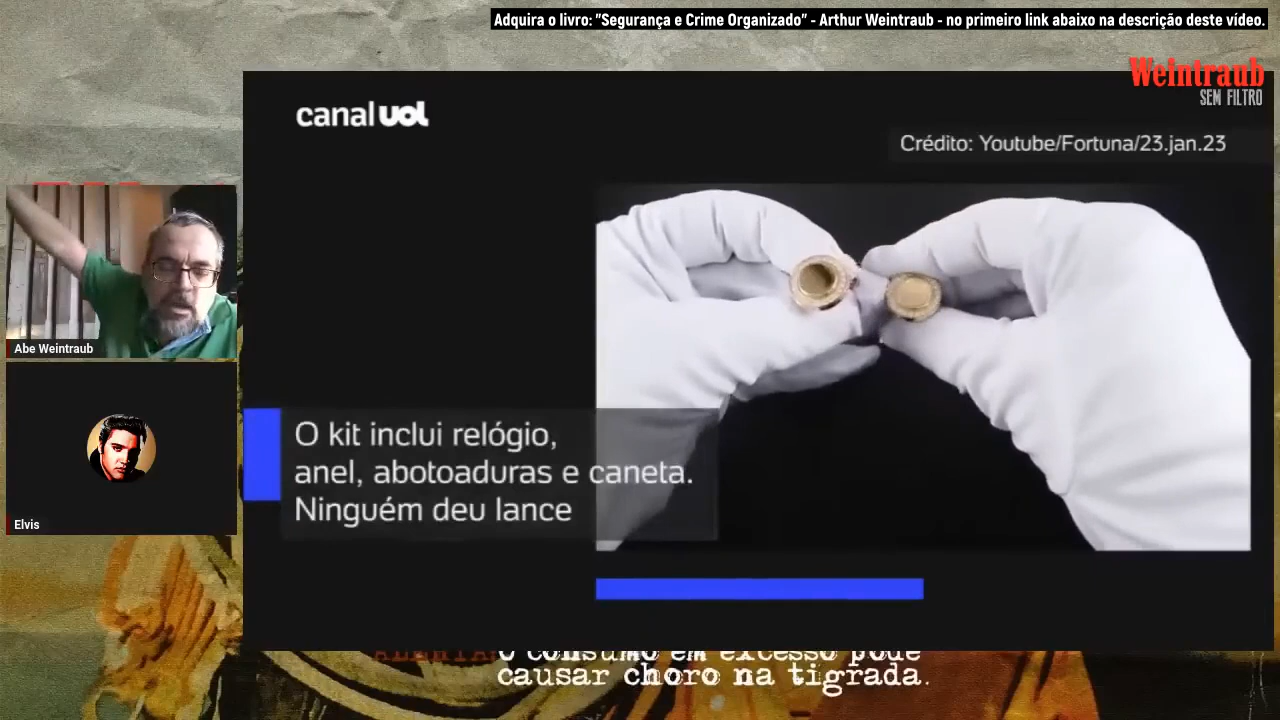 Adquira o livro: "Segurança e Crime Organizado" - Arthur Weintraub - no primeiro link abaixo na descrição deste vídeo.
Weintraub
SEM FILTRO
canal uol
Crédito: Youtube/Fortuna/23.jan.23
Abe Weintraub
O kit inclui relógio,
anel, abotoaduras e caneta.
Ninguém deu lance
Elvis
ALERTA: O consumo em excesso pode
causar choro na tigrada.